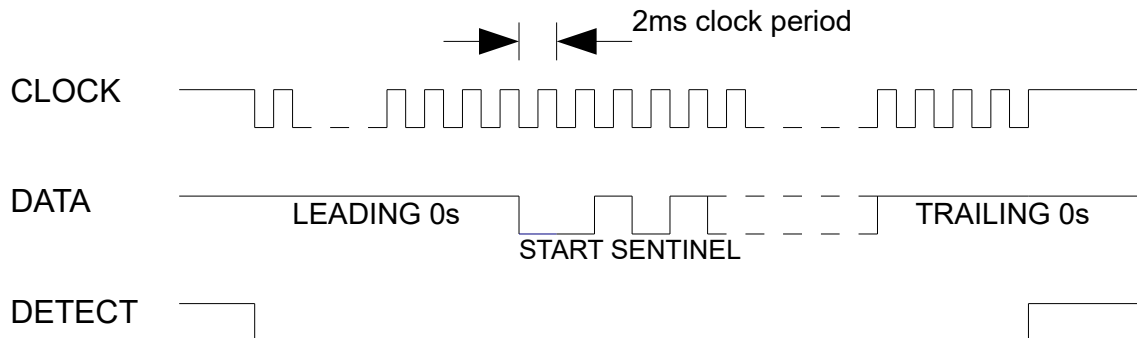 2ms clock period
CLOCK
DATA
LEADING 0s
TRAILING 0s
START SENTINEL
DETECT